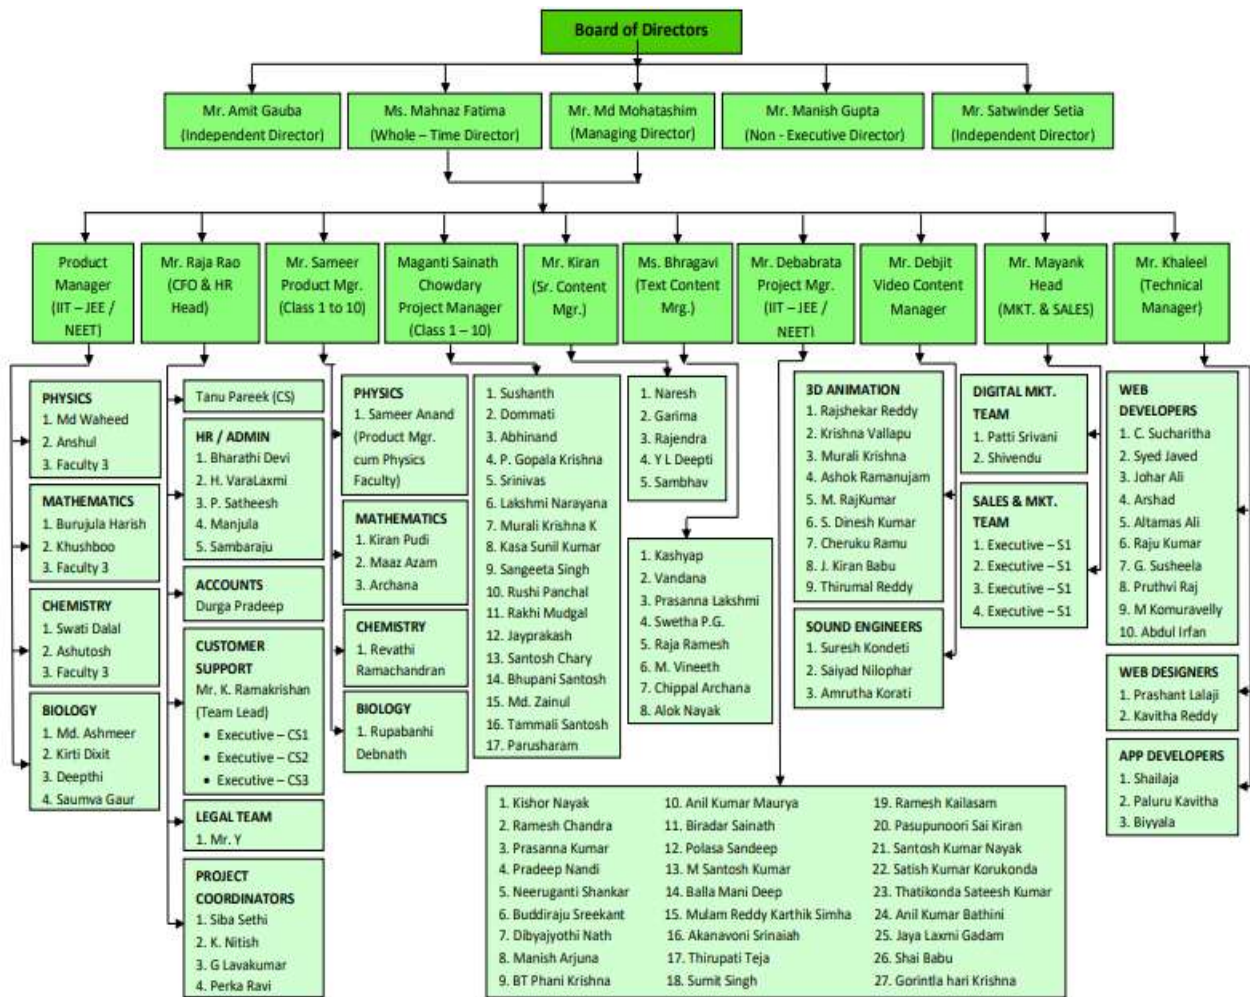 Board of Directors
Mr. Amit Gauba
(Independent Director)
Ms. Mahnaz Fatima
(Whole – Time Director)
Mr. Md Mohatashim
(Managing Director)
Mr. Manish Gupta
(Non - Executive Director)
Mr. Satwinder Setia
(Independent Director)
Product
Manager
(IIT – JEE /
NEET)
Mr. Raja Rao
(CFO & HR
Head)
Mr. Sameer
Product Mgr.
(Class 1 to 10)
Maganti Sainath
Chowdary
Project Manager
(Class 1 – 10)
Mr. Kiran
(Sr. Content
Mgr.)
Ms. Bhragavi
(Text Content
Mrg.)
Mr. Debabrata
Project Mgr.
(IIT – JEE /
NEET)
Mr. Debjit
Video Content
Manager
Mr. Mayank
Head
(MKT. & SALES)
Mr. Khaleel
(Technical
Manager)
PHYSICS
1. Md Waheed
2. Anshul
3. Faculty 3
MATHEMATICS
1. Burujula Harish
2. Khushboo
3. Faculty 3
CHEMISTRY
1. Swati Dalal
2. Ashutosh
3. Faculty 3
BIOLOGY
1. Md. Ashmeer
2. Kirti Dixit
3. Deepthi
4. Saumva Gaur
Tanu Pareek (CS)
HR / ADMIN
1. Bharathi Devi
2. H. VaraLaxmi
3. P. Satheesh
4. Manjula
5. Sambaraju
ACCOUNTS
Durga Pradeep
CUSTOMER
SUPPORT
Mr. K. Ramakrishan
(Team Lead)
• Executive – CS1
• Executive – CS2
• Executive – CS3
LEGAL TEAM
1. Mr. Y
PROJECT
COORDINATORS
1. Siba Sethi
2. K. Nitish
3. G Lavakumar
4. Perka Ravi
PHYSICS
1. Sameer Anand
(Product Mgr.
cum Physics
Faculty)
MATHEMATICS
1. Kiran Pudi
2. Maaz Azam
3. Archana
CHEMISTRY
1. Revathi
Ramachandran
BIOLOGY
1. Rupabanhi
Debnath
1. Sushanth
2. Dommati
3. Abhinand
4. P. Gopala Krishna
5. Srinivas
6. Lakshmi Narayana
7. Murali Krishna K
8. Kasa Sunil Kumar
9. Sangeeta Singh
10. Rushi Panchal
11. Rakhi Mudgal
12. Jayprakash
13. Santosh Chary
14. Bhupani Santosh
15. Md. Zainul
16. Tammali Santosh
17. Parusharam
1. Naresh
2. Garima
3. Rajendra
4. Y L Deepti
5. Sambhav
1. Kashyap
2. Vandana
3. Prasanna Lakshmi
4. Swetha P.G.
5. Raja Ramesh
6. M. Vineeth
7. Chippal Archana
8. Alok Nayak
3D ANIMATION
1. Rajshekar Reddy
2. Krishna Vallapu
3. Murali Krishna
4. Ashok Ramanujam
5. M. RajKumar
6. S. Dinesh Kumar
7. Cheruku Ramu
8. J. Kiran Babu
9. Thirumal Reddy
SOUND ENGINEERS
1. Suresh Kondeti
2. Saiyad Nilophar
3. Amrutha Korati
DIGITAL MKT.
TEAM
1. Patti Srivani
2. Shivendu
SALES & MKT.
TEAM
1. Executive – S1
2. Executive – S1
3. Executive – S1
4. Executive – S1
WEB
DEVELOPERS
1. C. Sucharitha
2. Syed Javed
3. Johar Ali
4. Arshad
5. Altamas Ali
6. Raju Kumar
7. G. Susheela
8. Pruthvi Raj
9. M Komuravelly
10. Abdul Irfan
WEB DESIGNERS
1. Prashant Lalaji
2. Kavitha Reddy
APP DEVELOPERS
1. Shailaja
2. Paluru Kavitha
3. Biyyala
1. Kishor Nayak
2. Ramesh Chandra
3. Prasanna Kumar
4. Pradeep Nandi
5. Neeruganti Shankar
6. Buddiraju Sreekant
7. Dibyajyothi Nath
8. Manish Arjuna
9. BT Phani Krishna
10. Anil Kumar Maurya
11. Biradar Sainath
12. Polasa Sandeep
13. M Santosh Kumar
14. Balla Mani Deep
15. Mulam Reddy Karthik Simha
16. Akanavoni Srinaiah
17. Thirupati Teja
18. Sumit Singh
19. Ramesh Kailasam
20. Pasupunoori Sai Kiran
21. Santosh Kumar Nayak
22. Satish Kumar Korukonda
23. Thatikonda Sateesh Kumar
24. Anil Kumar Bathini
25. Jaya Laxmi Gadam
26. Shai Babu
27. Gorintla hari Krishna